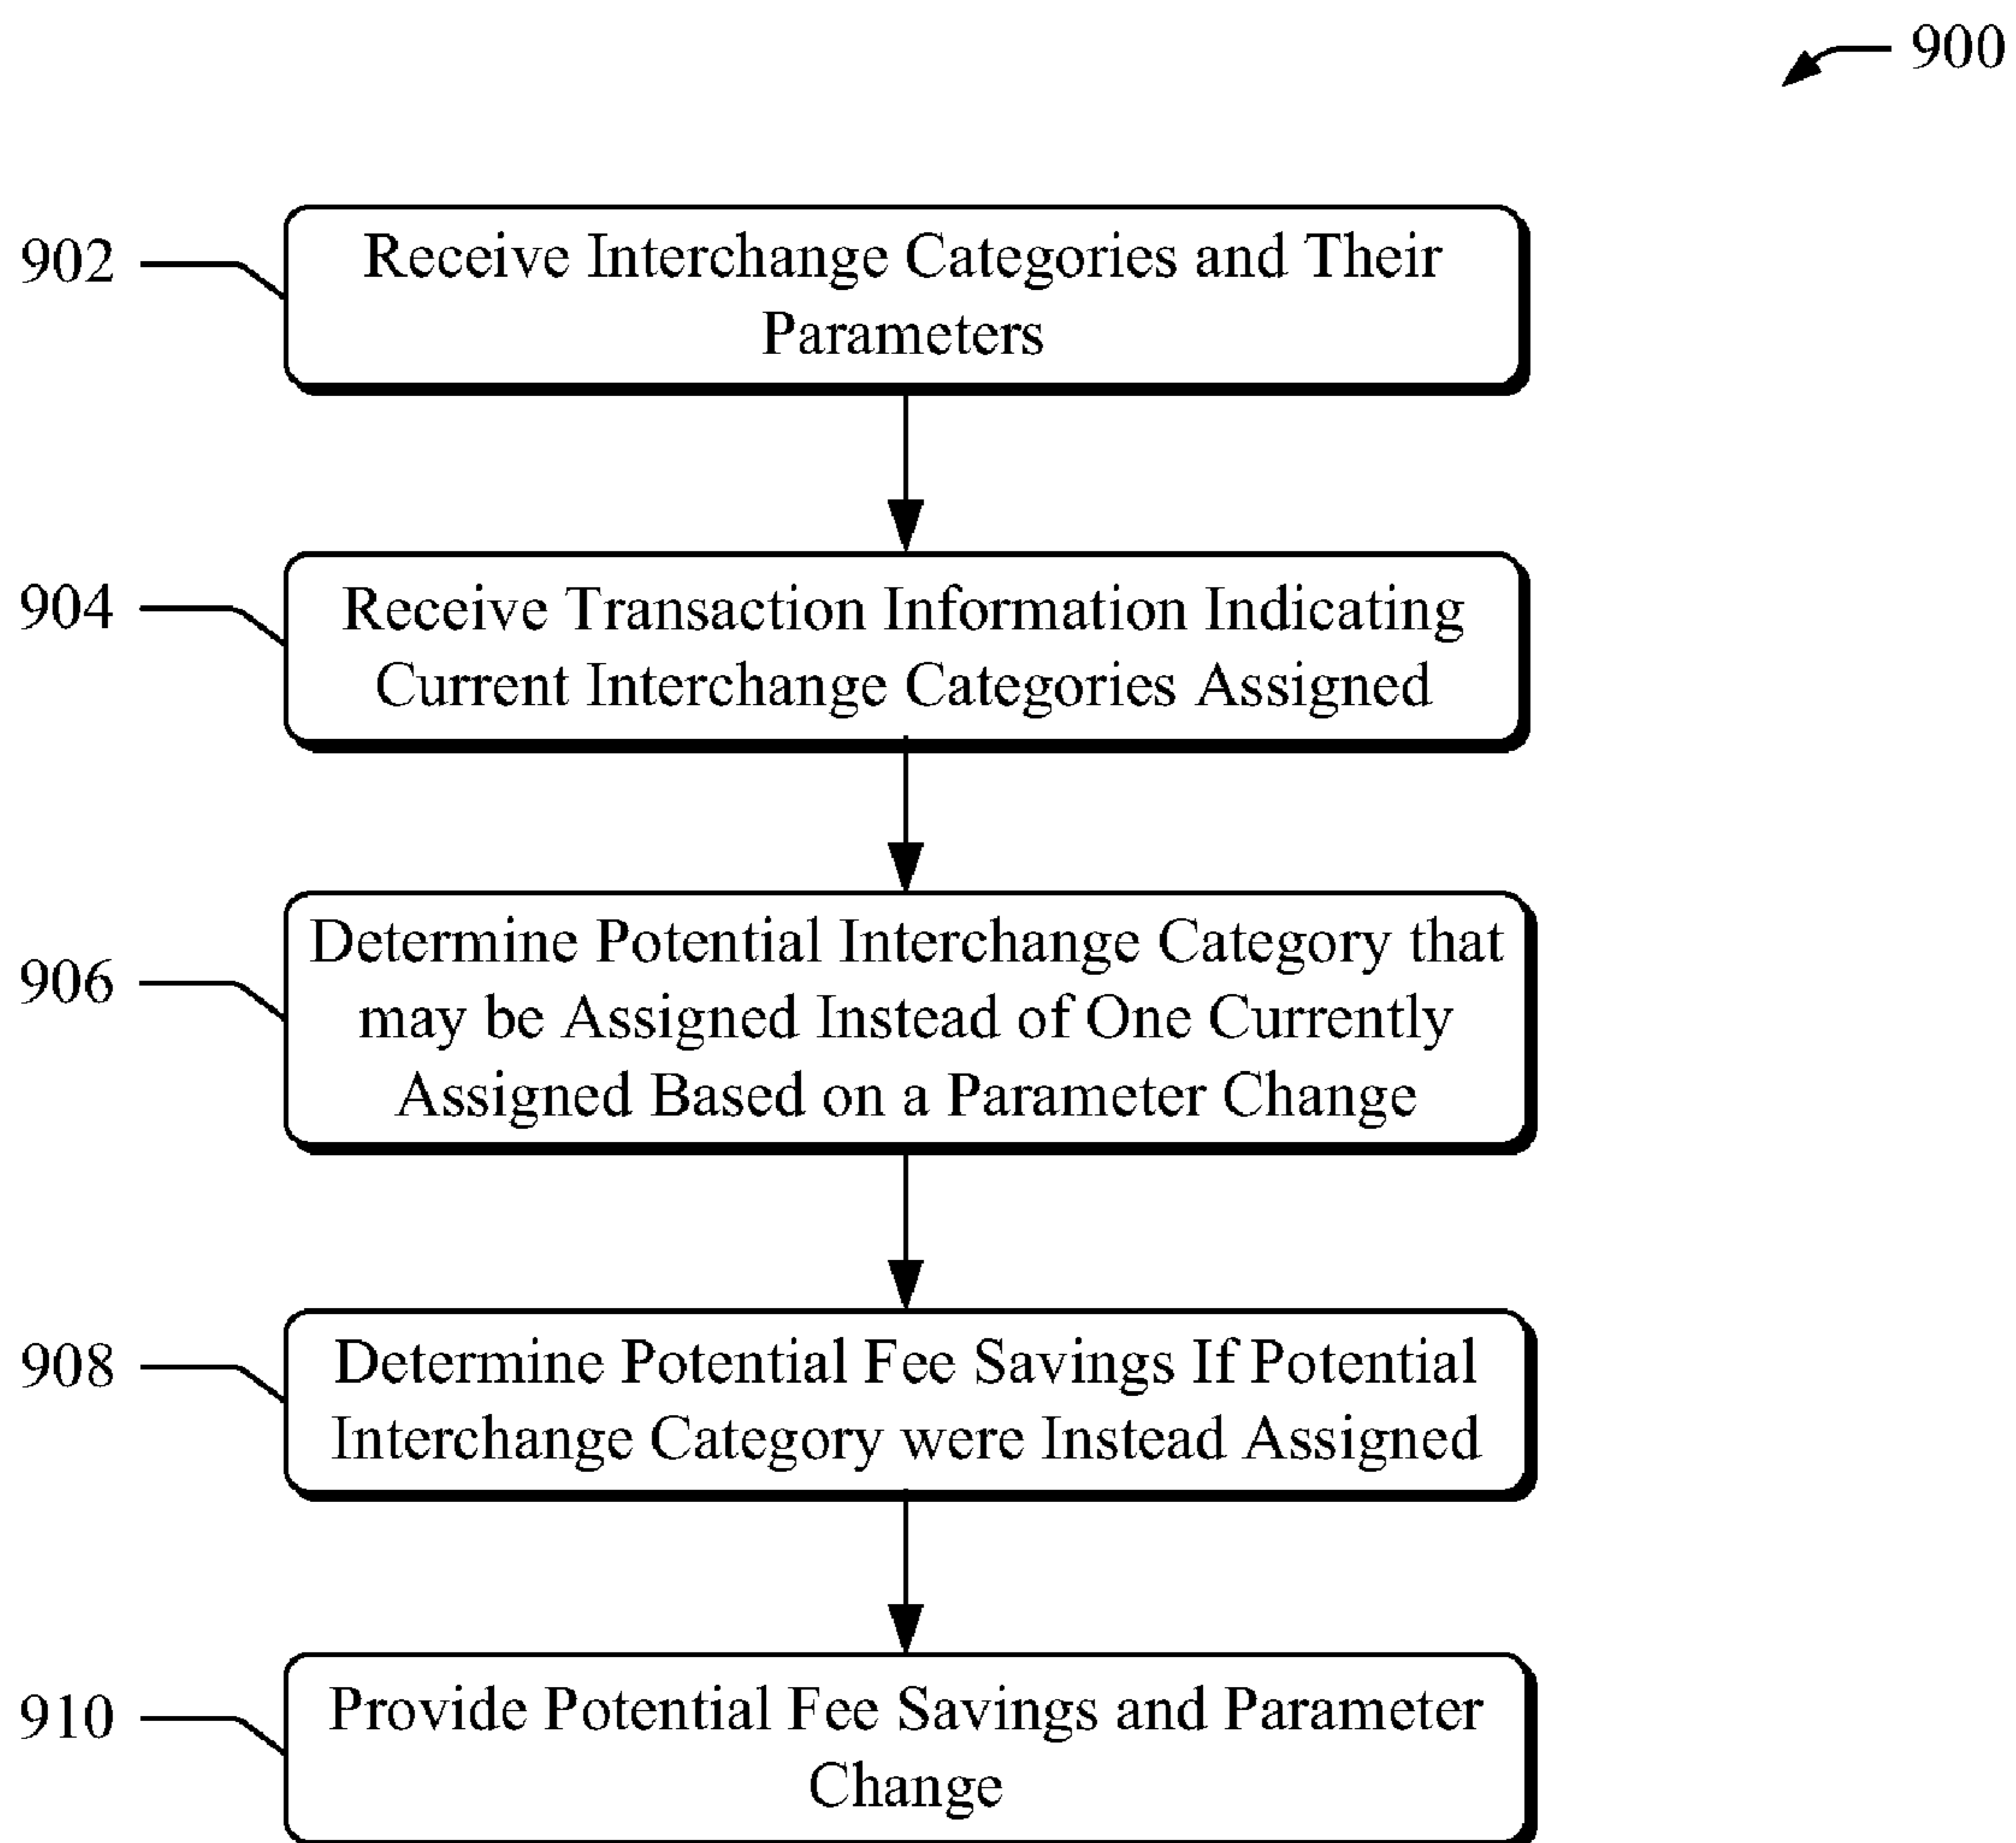 900
902
Receive Interchange Categories and Their
Parameters
904
Receive Transaction Information Indicating
Current Interchange Categories Assigned
906
Determine Potential Interchange Category that
may be Assigned Instead of One Currently
Assigned Based on a Parameter Change
908
Determine Potential Fee Savings If Potential
Interchange Category were Instead Assigned
910
Provide Potential Fee Savings and Parameter
Change